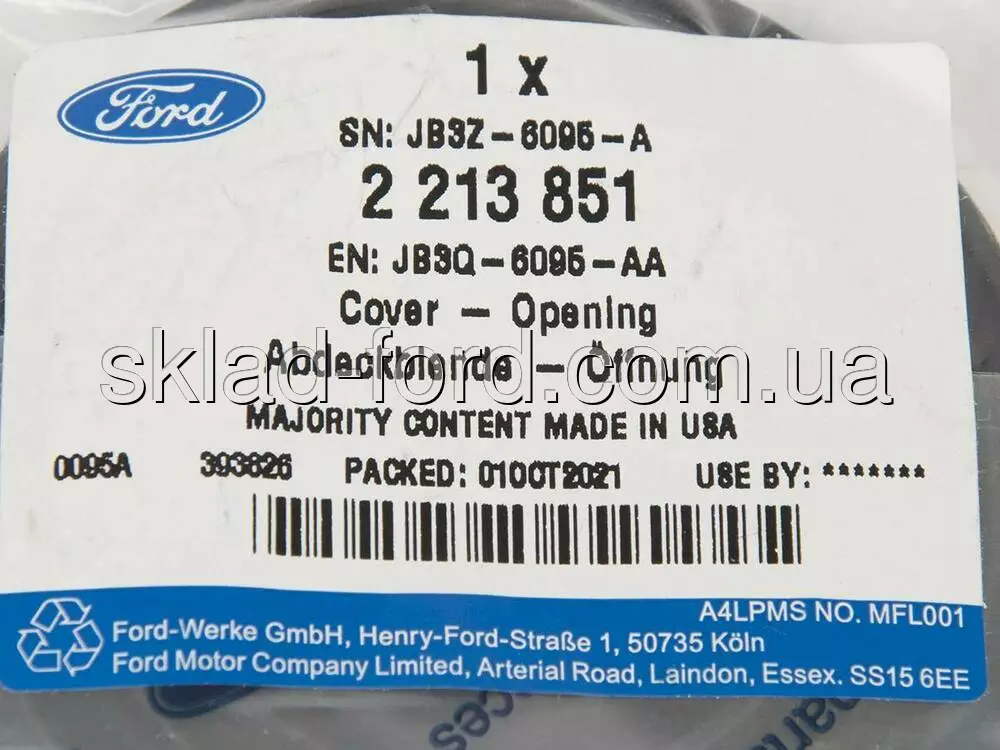 Ford
1 x
SN: JB3Z-6095-A
2 213 851
EN: JB3Q-6095-AA
Cover - Opening
Abdeckblende - Öffnung
sklad-ford.com.ua
MAJORITY CONTENT MADE IN USA
0095A 393626 PACKED: 01OCT2021 USE BY: *******
A4LPMS NO. MFL001
Ford-Werke GmbH, Henry-Ford-Straße 1, 50735 Köln
Ford Motor Company Limited, Arterial Road, Laindon, Essex. SS15 6EE